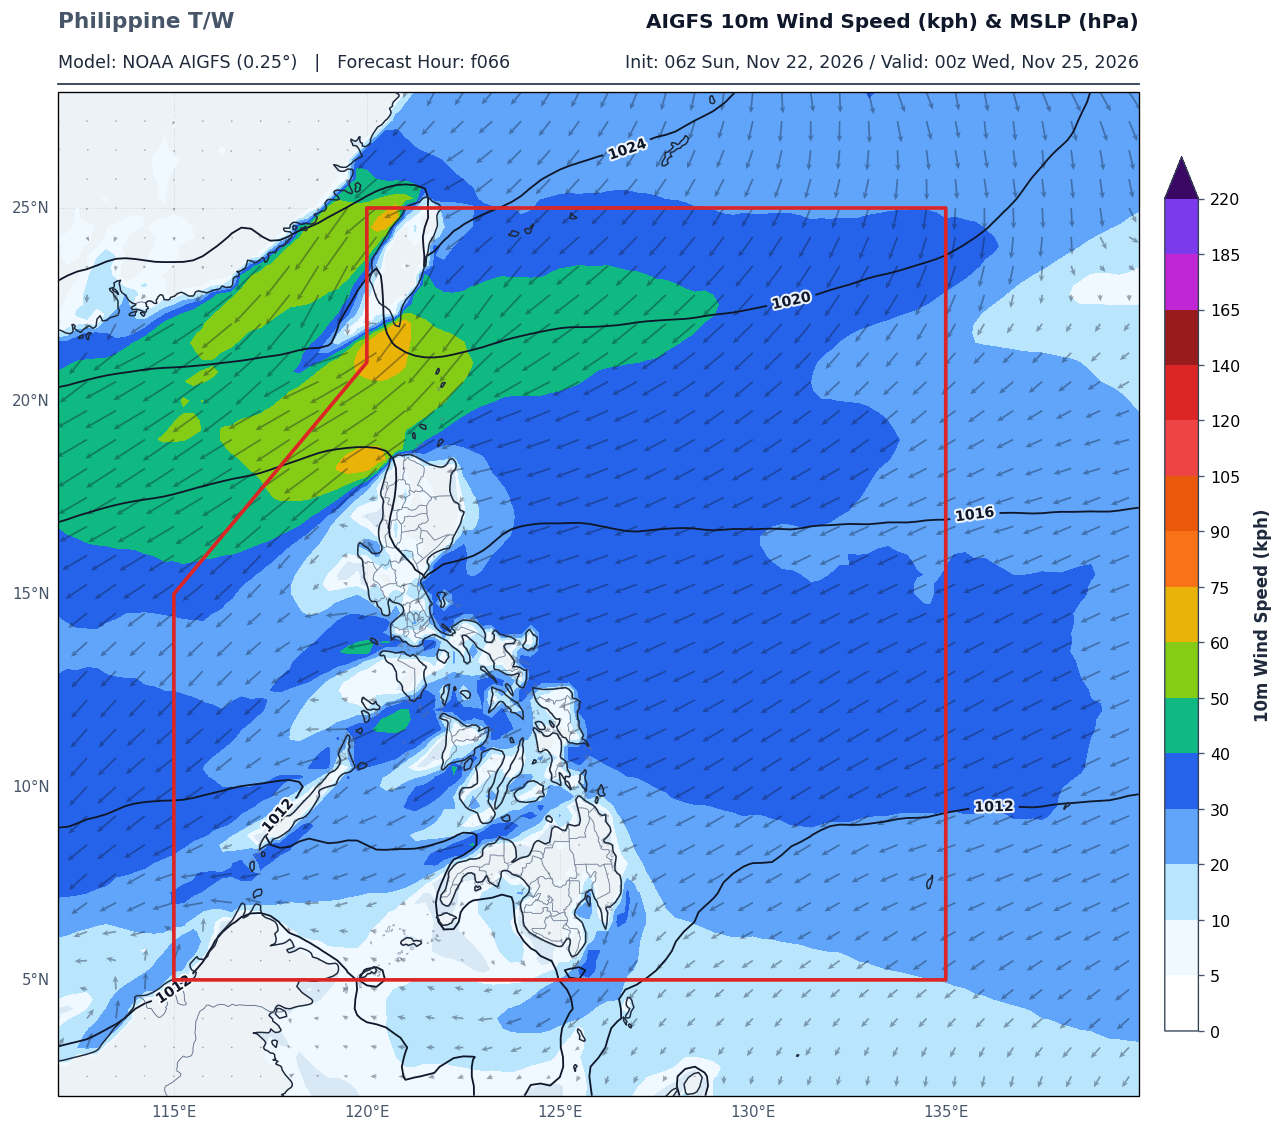 Philippine T/W
AIGFS 10m Wind Speed (kph) & MSLP (hPa)
Model: NOAA AIGFS (0.25°)   |   Forecast Hour: f066
Init: 06z Sun, Nov 22, 2026 / Valid: 00z Wed, Nov 25, 2026
25°N
20°N
15°N
10°N
5°N
115°E
120°E
125°E
130°E
135°E
1024
1020
1016
1012
1012
1012
220
185
165
140
120
105
90
75
60
50
40
30
20
10
5
0
10m Wind Speed (kph)